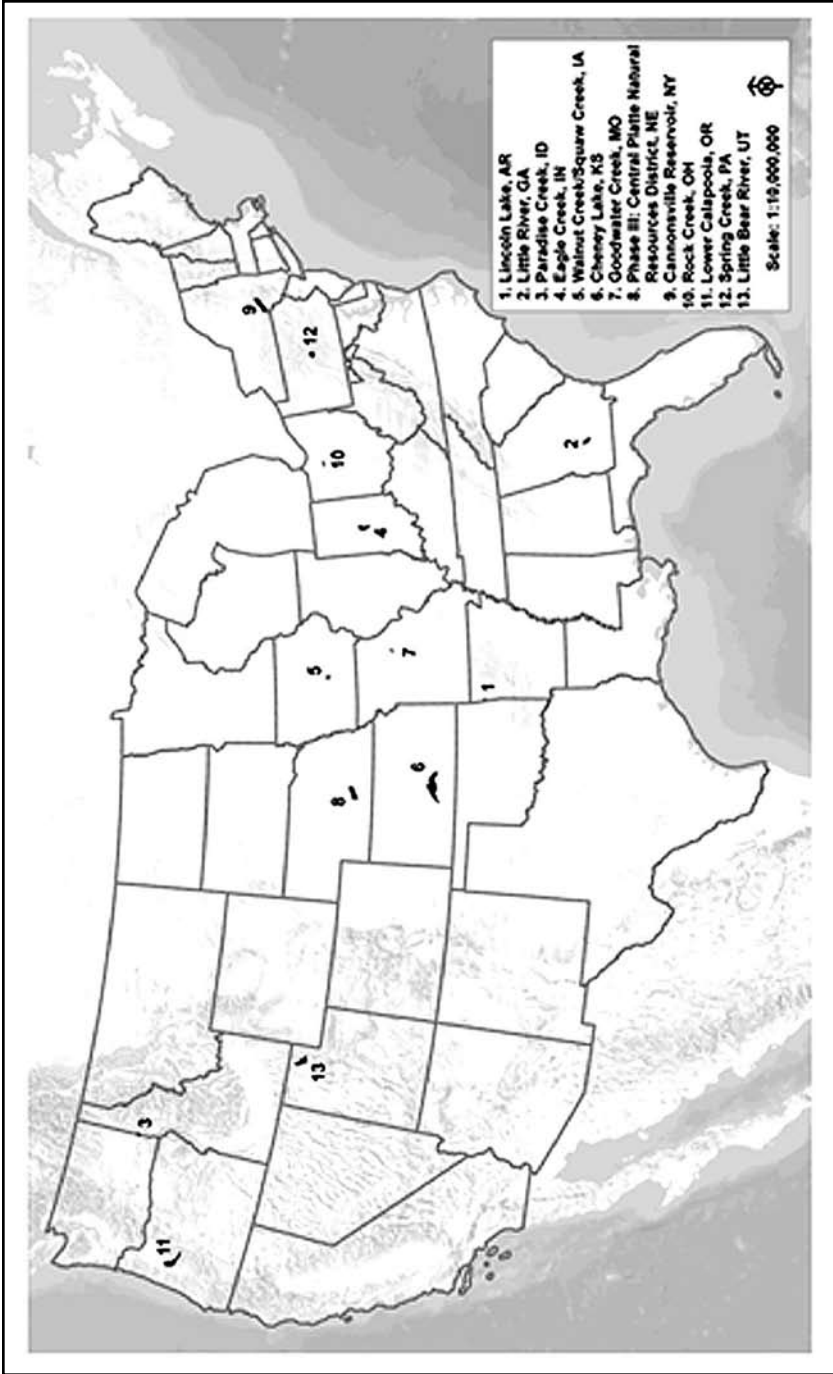 1. Lincoln Lake, AR
2. Little River, GA
3. Paradise Creek, ID
4. Eagle Creek, IN
5. Walnut Creek/Squaw Creek, IA
6. Cheney Lake, KS
7. Goodwater Creek, MO
8. Phase III: Central Platte Natural
Resources District, NE
9. Cannonsville Reservoir, NY
10. Rock Creek, OH
11. Lower Calapoola, OR
12. Spring Creek, PA
13. Little Bear River, UT
Scale: 1:10,000,000
11
3
13
8
6
5
7
1
4
10
9
12
2